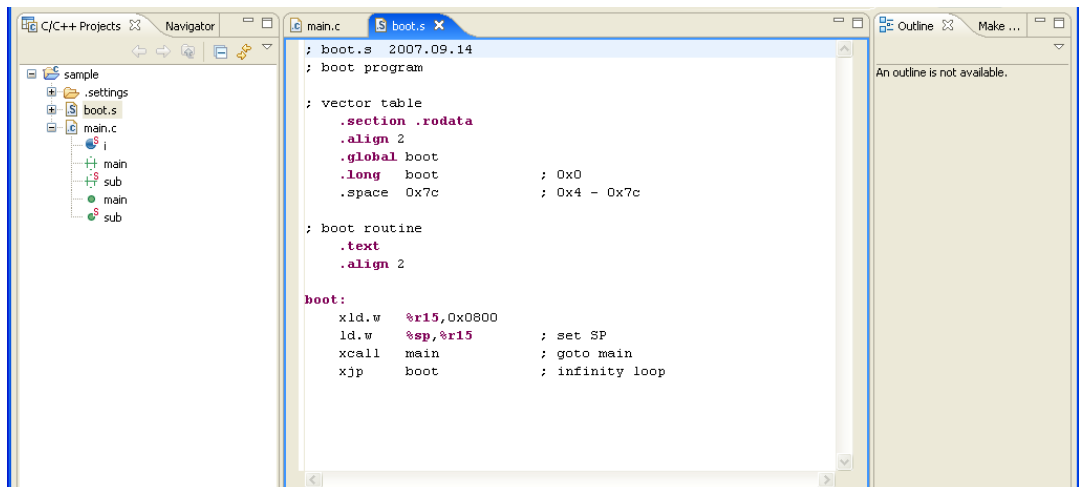 C/C++ Projects
Navigator
sample
.settings
boot.s
main.c
i
main
sub
main
sub
main.c
boot.s
; boot.s  2007.09.14
; boot program
; vector table
.section .rodata
.align 2
.global boot
.long   boot            ; 0x0
.space  0x7c            ; 0x4 - 0x7c
; boot routine
.text
.align 2
boot:
xld.w   %r15,0x0800
ld.w    %sp,%r15        ; set SP
xcall   main            ; goto main
xjp     boot            ; infinity loop
Outline
Make ...
An outline is not available.